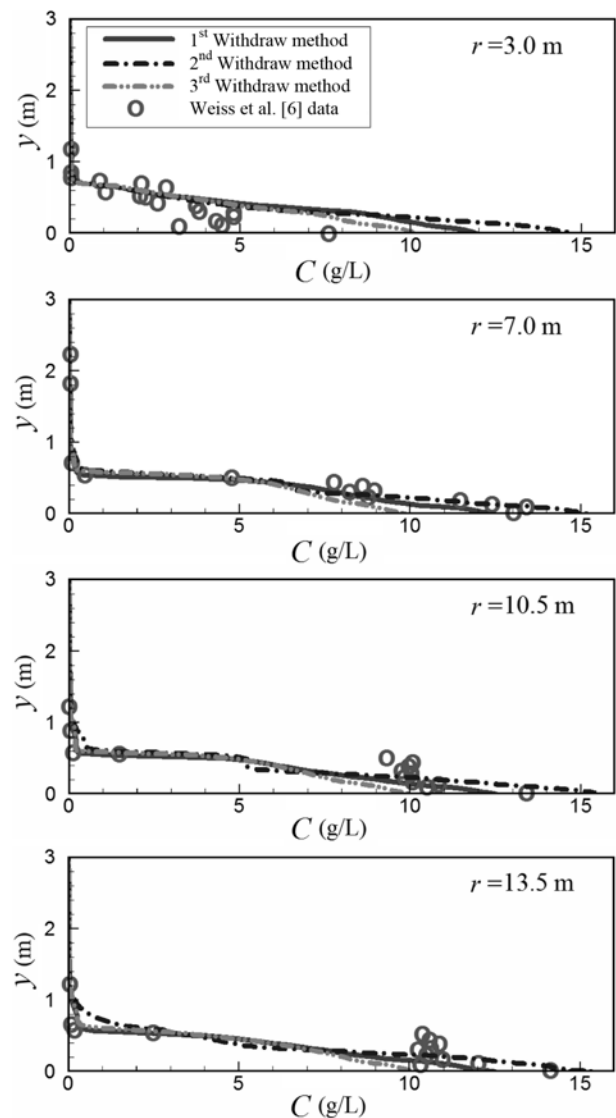 3
1st Withdraw method
2nd Withdraw method
3rd Withdraw method
Weiss et al. [6] data
r =3.0 m
2
y (m)
1
0
0 5 10 15
C (g/L)
3
r =7.0 m
2
y (m)
1
0
0 5 10 15
C (g/L)
3
r =10.5 m
2
y (m)
1
0
0 5 10 15
C (g/L)
3
r =13.5 m
2
y (m)
1
0
0 5 10 15
C (g/L)